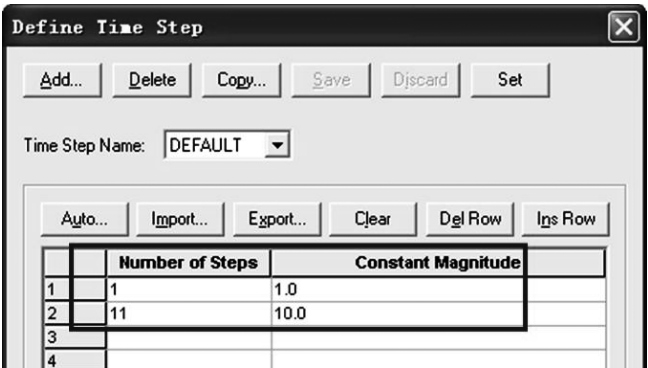 Define Time Step
Add... Delete Copy... Save Discard Set
Time Step Name: DEFAULT
Auto... Import... Export... Clear Del Row Ins Row
Number of Steps Constant Magnitude
1 1 1.0
2 11 10.0
3
4